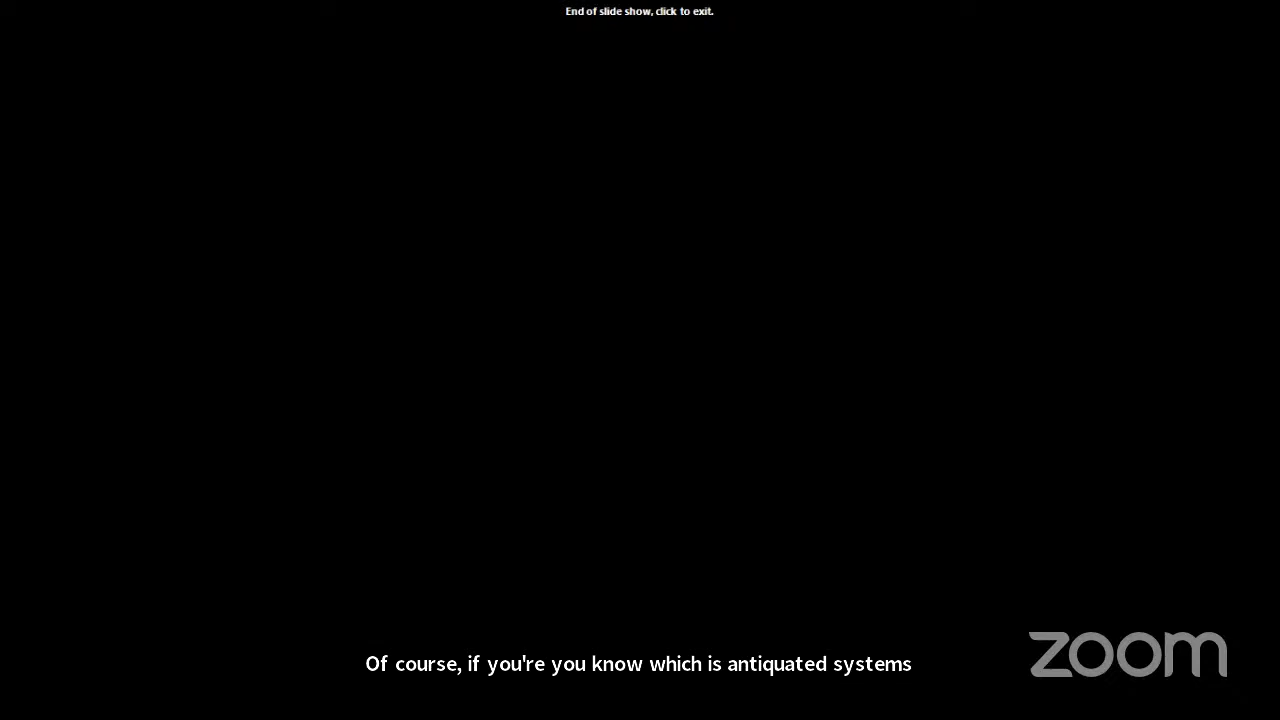 End of slide show, click to exit.
Of course, if you're you know which is antiquated systems
zoom